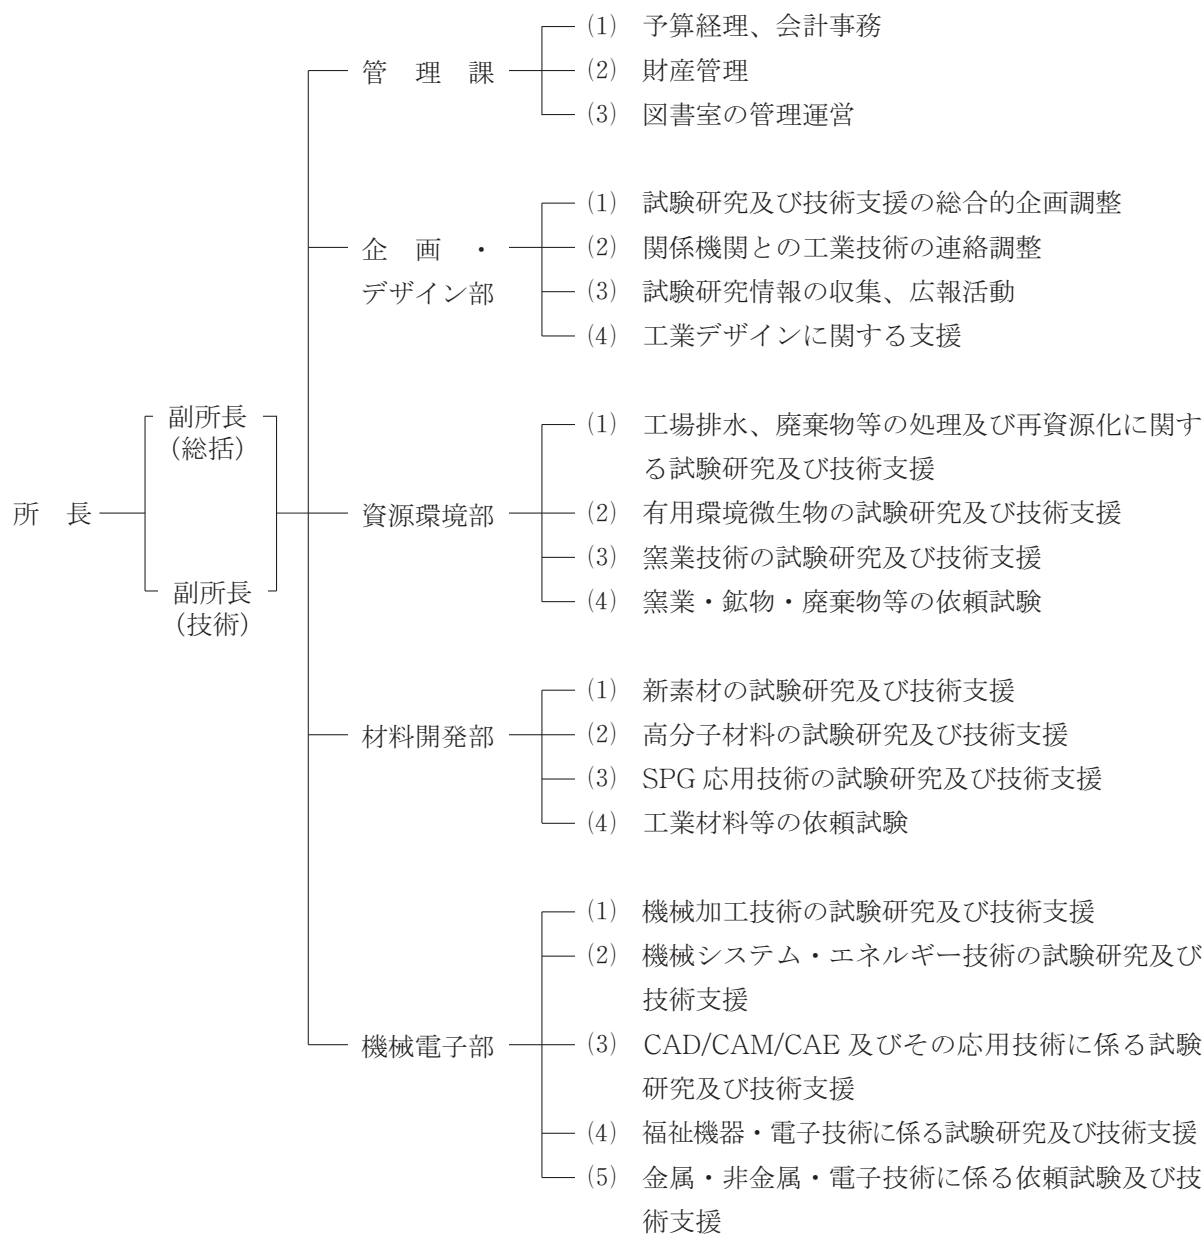 所　長
副所長
（総括）
副所長
（技術）
管　理　課
⑴　予算経理、会計事務
⑵　財産管理
⑶　図書室の管理運営
企　画　・
デザイン部
⑴　試験研究及び技術支援の総合的企画調整
⑵　関係機関との工業技術の連絡調整
⑶　試験研究情報の収集、広報活動
⑷　工業デザインに関する支援
資源環境部
⑴　工場排水、廃棄物等の処理及び再資源化に関す
る試験研究及び技術支援
⑵　有用環境微生物の試験研究及び技術支援
⑶　窯業技術の試験研究及び技術支援
⑷　窯業・鉱物・廃棄物等の依頼試験
材料開発部
⑴　新素材の試験研究及び技術支援
⑵　高分子材料の試験研究及び技術支援
⑶　SPG 応用技術の試験研究及び技術支援
⑷　工業材料等の依頼試験
機械電子部
⑴　機械加工技術の試験研究及び技術支援
⑵　機械システム・エネルギー技術の試験研究及び
技術支援
⑶　CAD/CAM/CAE 及びその応用技術に係る試験
研究及び技術支援
⑷　福祉機器・電子技術に係る試験研究及び技術支援
⑸　金属・非金属・電子技術に係る依頼試験及び技
術支援